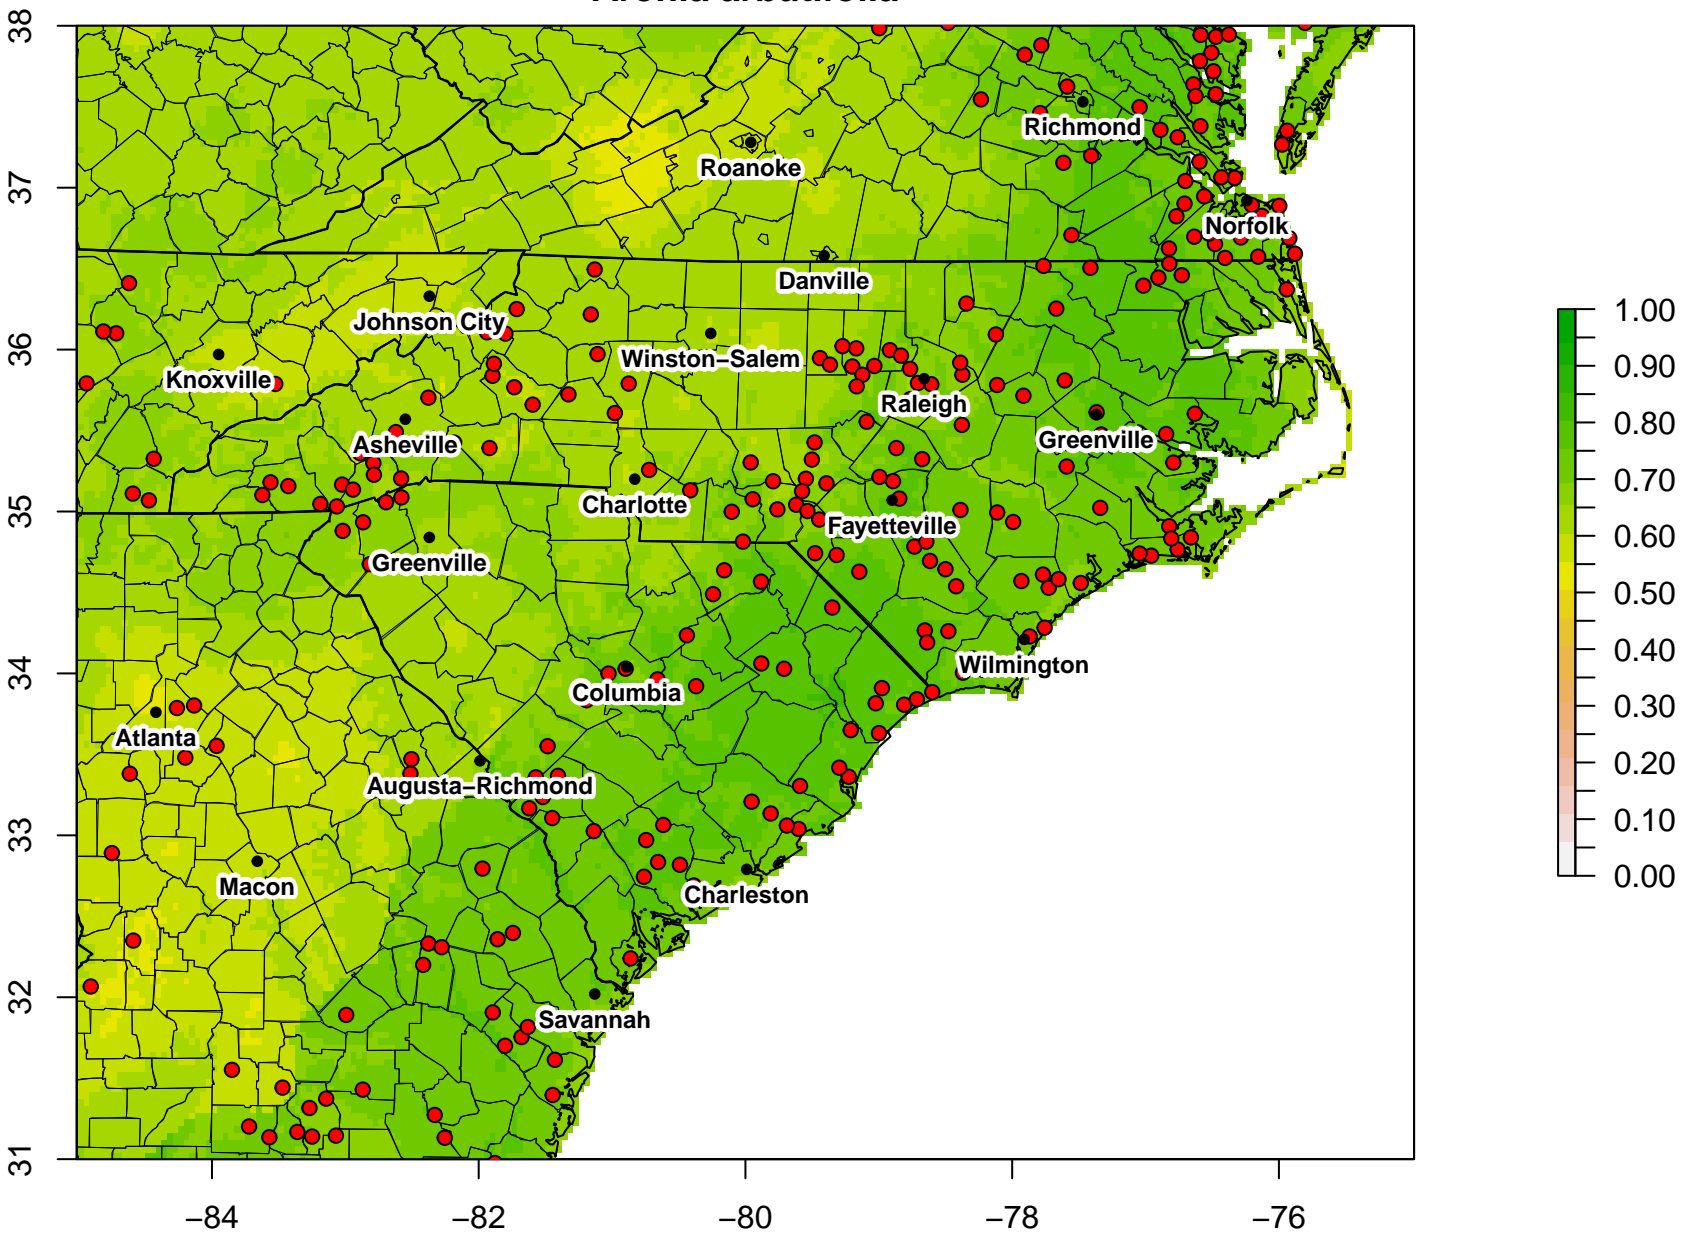 Aronia arbutifolia
38
37
36
35
34
33
32
31
Richmond
Roanoke
Norfolk
Danville
Johnson City
Winston–Salem
Knoxville
Raleigh
Asheville
Greenville
Charlotte
Fayetteville
Greenville
Wilmington
Columbia
Atlanta
Augusta–Richmond
Macon
Charleston
Savannah
−84
−82
−80
−78
−76
1.00
0.90
0.80
0.70
0.60
0.50
0.40
0.30
0.20
0.10
0.00